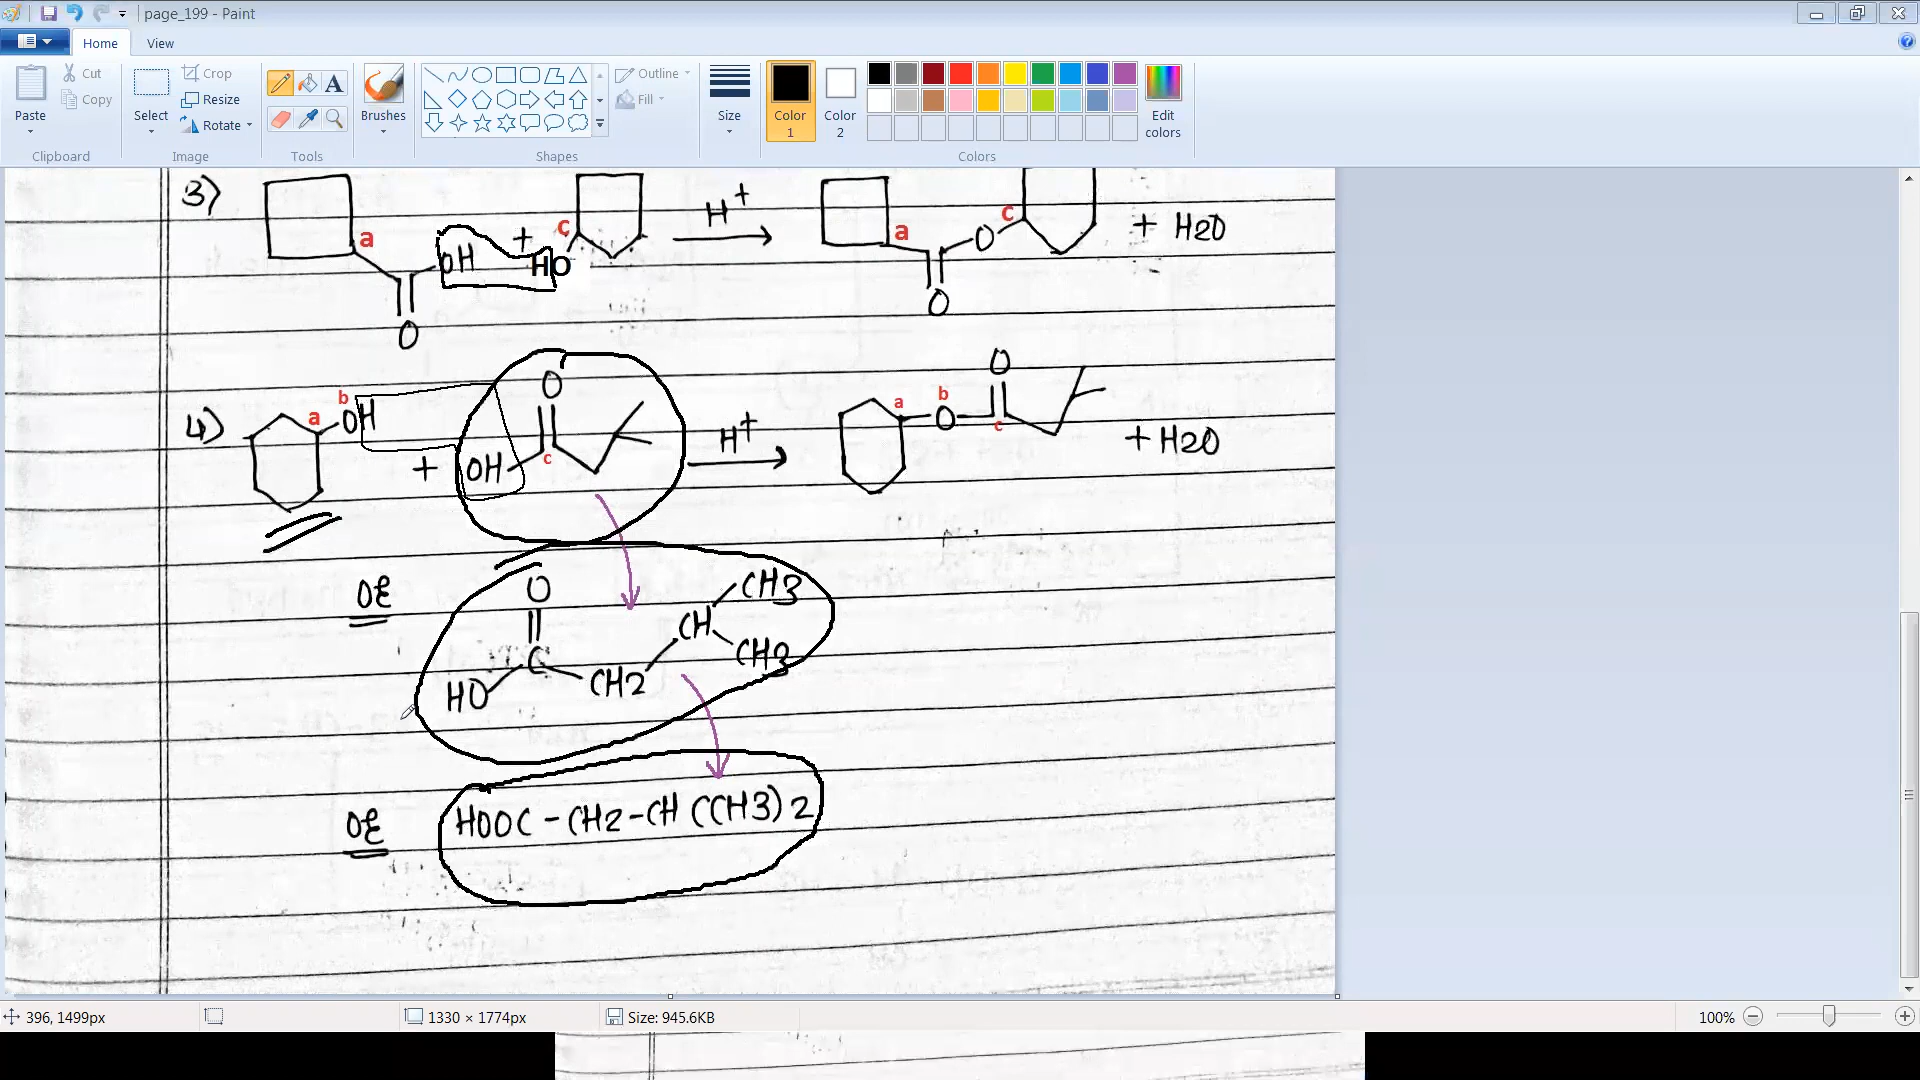 page_199 - Paint
Home View
Paste Cut Copy Select Crop Resize Rotate Brushes Outline Fill Size Color 1 Color 2 Edit colors
Clipboard Image Tools Shapes Colors
3) a OH + HO c H+ a O c O + H2O
O
4) a b OH + OH O c H+ a b O c O + H2O
OR O CH3
CH
HO C CH2 CH3
OR HOOC - CH2 - CH (CH3) 2
396, 1499px 1330 × 1774px Size: 945.6KB 100%